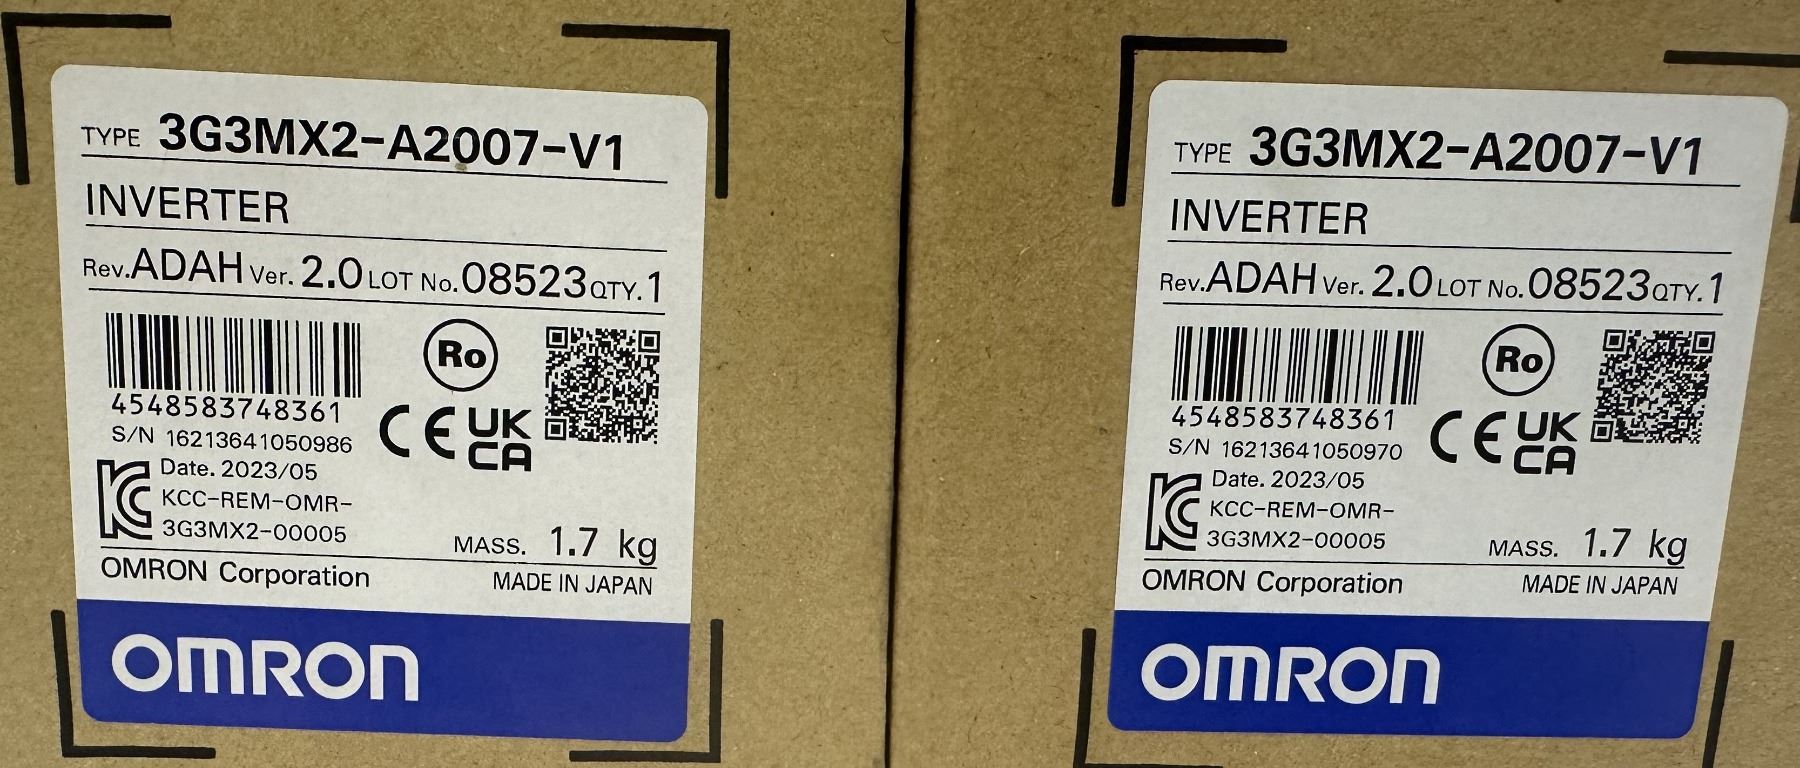 TYPE 3G3MX2-A2007-V1
INVERTER
Rev.ADAH Ver. 2.0 LOT No. 08523 QTY. 1
Ro
4548583748361
CE UK
CA
S/N 16213641050986
Date. 2023/05
KCC-REM-OMR-
3G3MX2-00005
MASS. 1.7 kg
OMRON Corporation MADE IN JAPAN
OMRON
TYPE 3G3MX2-A2007-V1
INVERTER
Rev.ADAH Ver. 2.0 LOT No. 08523 QTY. 1
Ro
4548583748361
CE UK
CA
S/N 16213641050970
Date. 2023/05
KCC-REM-OMR-
3G3MX2-00005
MASS. 1.7 kg
OMRON Corporation MADE IN JAPAN
OMRON